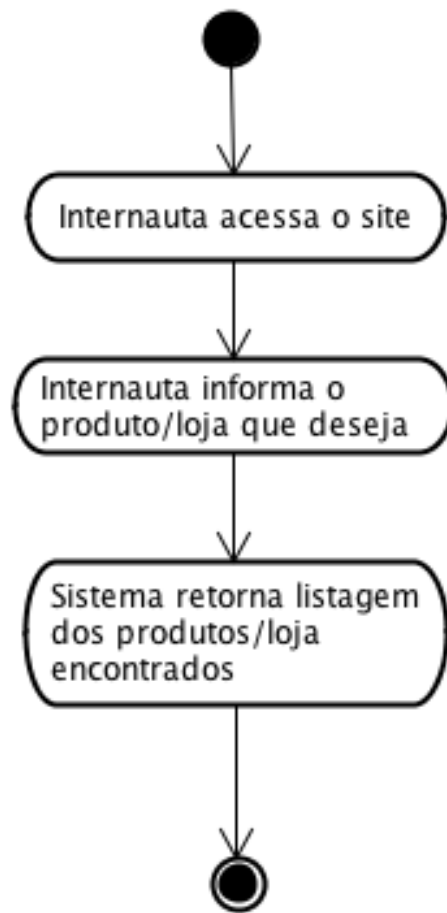 Internauta acessa o site
Internauta informa o
produto/loja que deseja
Sistema retorna listagem
dos produtos/loja
encontrados